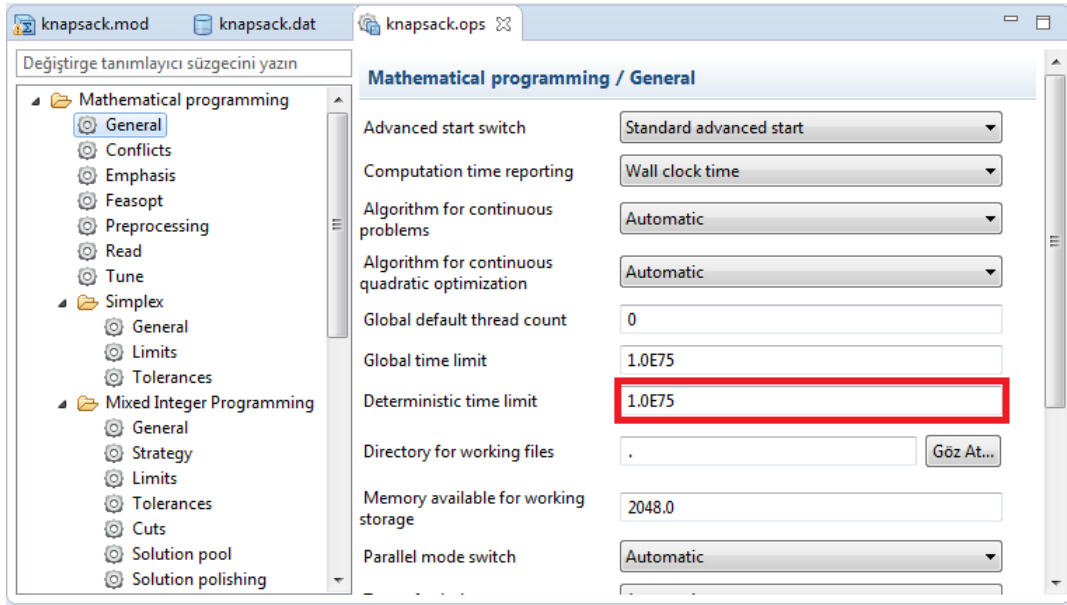 knapsack.mod
knapsack.dat
knapsack.ops
Değiştirge tanımlayıcı süzgecini yazın
Mathematical programming
General
Conflicts
Emphasis
Feasopt
Preprocessing
Read
Tune
Simplex
General
Limits
Tolerances
Mixed Integer Programming
General
Strategy
Limits
Tolerances
Cuts
Solution pool
Solution polishing
Mathematical programming / General
Advanced start switch
Standard advanced start
Computation time reporting
Wall clock time
Algorithm for continuous
problems
Automatic
Algorithm for continuous
quadratic optimization
Automatic
Global default thread count
0
Global time limit
1.0E75
Deterministic time limit
1.0E75
Directory for working files
.
Göz At...
Memory available for working
storage
2048.0
Parallel mode switch
Automatic